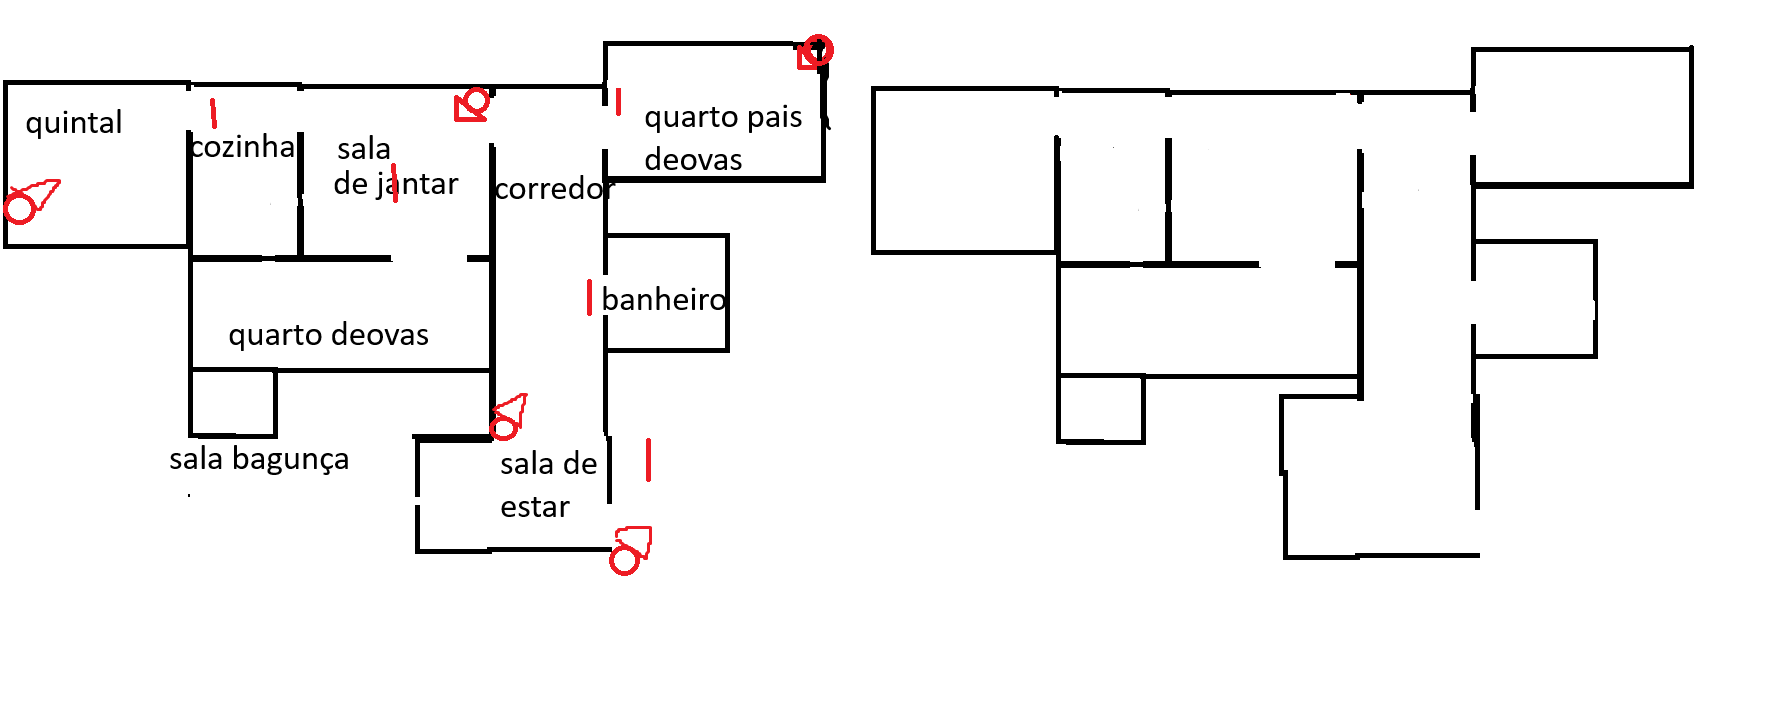 quintal
cozinha
sala
de jantar
quarto pais
deovas
corredor
banheiro
quarto deovas
sala bagunça
sala de
estar